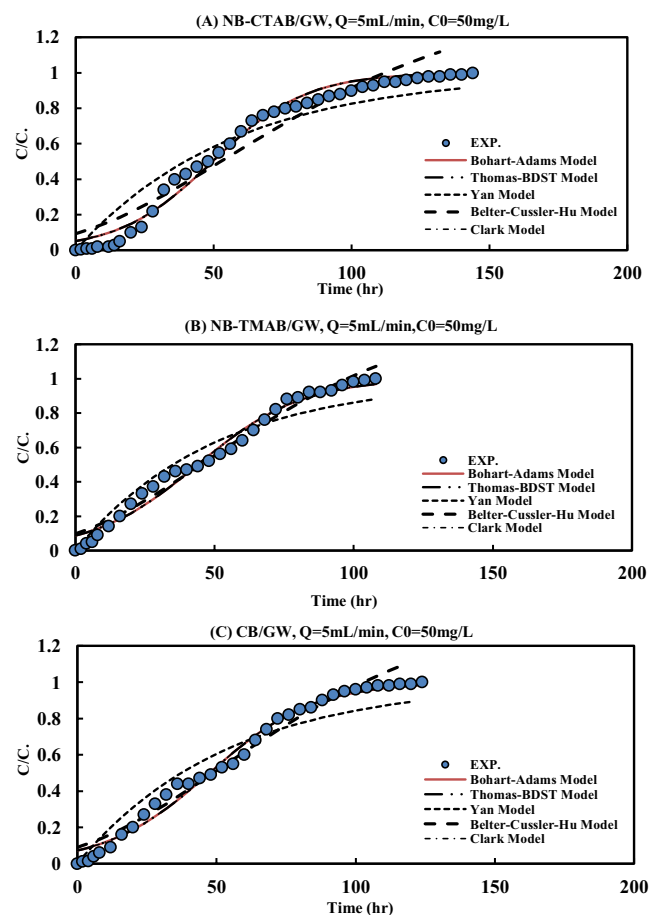 (A) NB-CTAB/GW, Q=5mL/min, C0=50mg/L
1.2
1
0.8
0.6
0.4
0.2
0
C/C.
0 50 100 150 200
Time (hr)
EXP.
Bohart-Adams Model
Thomas-BDST Model
Yan Model
Belter-Cussler-Hu Model
Clark Model
(B) NB-TMAB/GW, Q=5mL/min,C0=50mg/L
1.2
1
0.8
0.6
0.4
0.2
0
C/C.
0 50 100 150 200
Time (hr)
EXP.
Bohart-Adams Model
Thomas-BDST Model
Yan Model
Belter-Cussler-Hu Model
Clark Model
(C) CB/GW, Q=5mL/min, C0=50mg/L
1.2
1
0.8
0.6
0.4
0.2
0
C/C.
0 50 100 150 200
Time (hr)
EXP.
Bohart-Adams Model
Thomas-BDST Model
Yan Model
Belter-Cussler-Hu Model
Clark Model